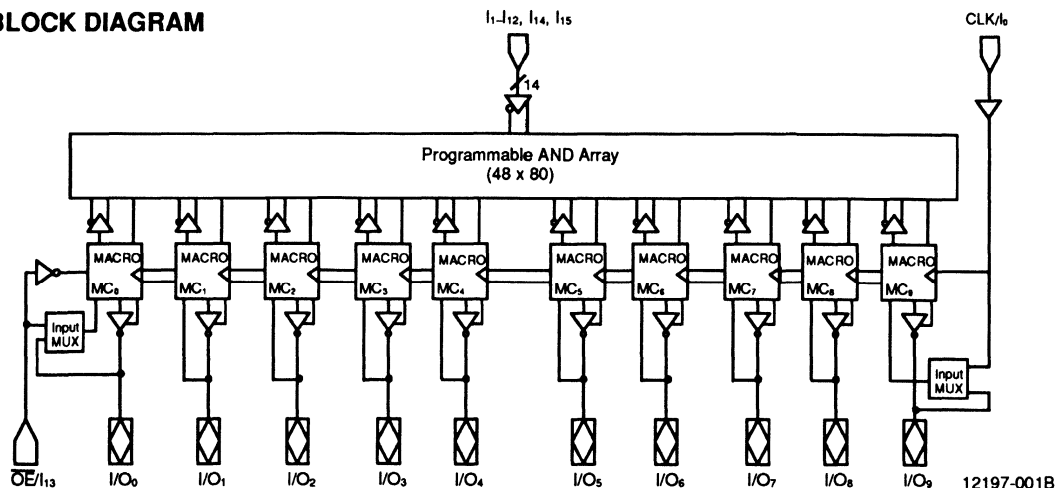 BLOCK DIAGRAM
I₁–I₁₂, I₁₄, I₁₅
CLK/I₀
14
Programmable AND Array
(48 x 80)
MACRO MACRO MACRO MACRO MACRO MACRO MACRO MACRO MACRO MACRO
MC₀ MC₁ MC₂ MC₃ MC₄ MC₅ MC₆ MC₇ MC₈ MC₉
Input
MUX
Input
MUX
O̅E̅/I₁₃ I/O₀ I/O₁ I/O₂ I/O₃ I/O₄ I/O₅ I/O₆ I/O₇ I/O₈ I/O₉ 12197-001B